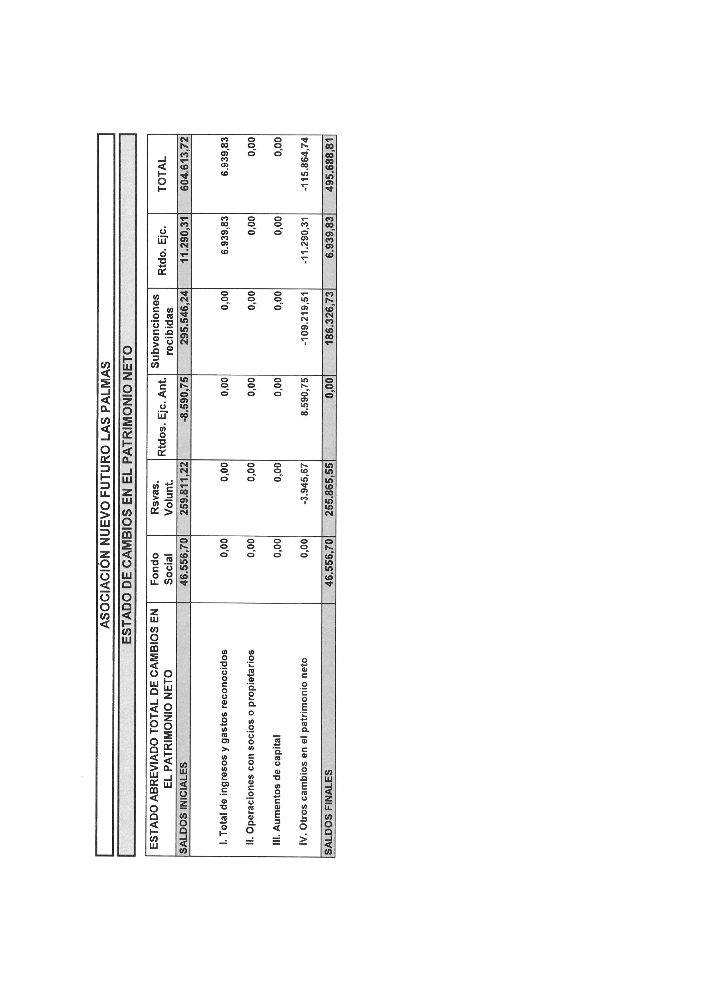 ASOCIACIÓN NUEVO FUTURO LAS PALMAS
ESTADO DE CAMBIOS EN EL PATRIMONIO NETO
ESTADO ABREVIADO TOTAL DE CAMBIOS EN EL PATRIMONIO NETO Fondo Social Rsvas. Volunt. Rtdos. Ejc. Ant. Subvenciones recibidas Rtdo. Ejc. TOTAL
SALDOS INICIALES 46.556,70 259.811,22 -8.590,75 295.546,24 11.290,31 604.613,72
I. Total de ingresos y gastos reconocidos 0,00 0,00 0,00 0,00 6.939,83 6.939,83
II. Operaciones con socios o propietarios 0,00 0,00 0,00 0,00 0,00 0,00
III. Aumentos de capital 0,00 0,00 0,00 0,00 0,00 0,00
IV. Otros cambios en el patrimonio neto 0,00 -3.945,67 8.590,75 -109.219,51 -11.290,31 -115.864,74
SALDOS FINALES 46.556,70 255.865,55 0,00 186.326,73 6.939,83 495.688,81